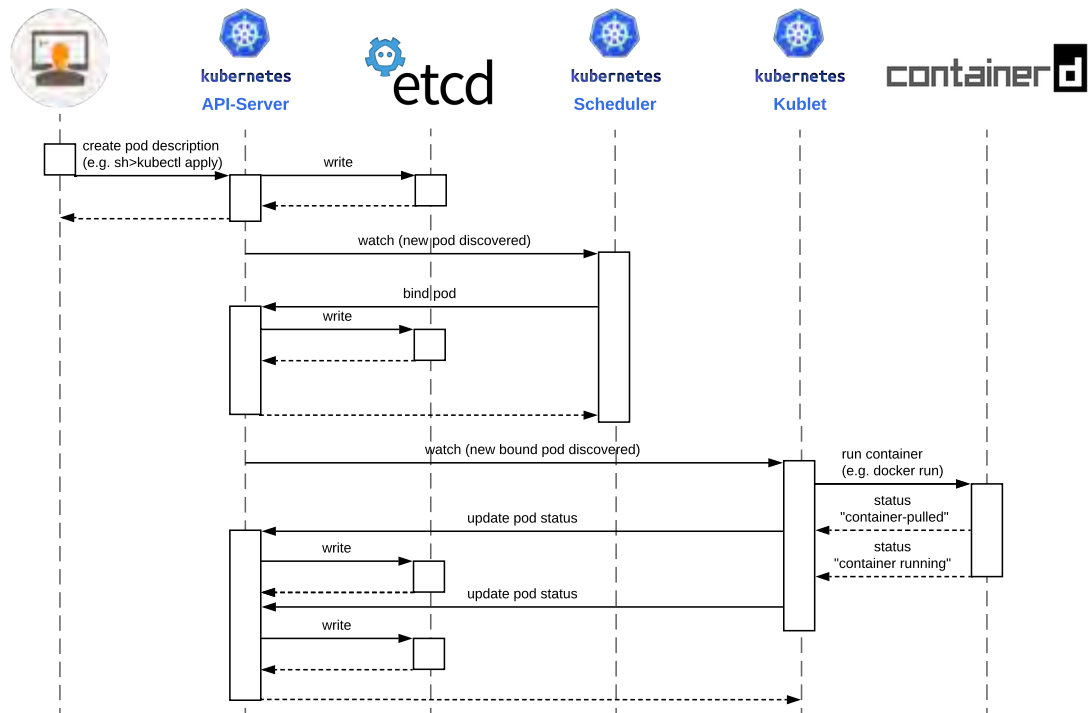 kubernetes
API-Server
etcd
kubernetes
Scheduler
kubernetes
Kublet
containerd
create pod description
(e.g. sh>kubectl apply)
write
watch (new pod discovered)
bind pod
write
watch (new bound pod discovered)
run container
(e.g. docker run)
status
"container-pulled"
update pod status
write
status
"container running"
update pod status
write